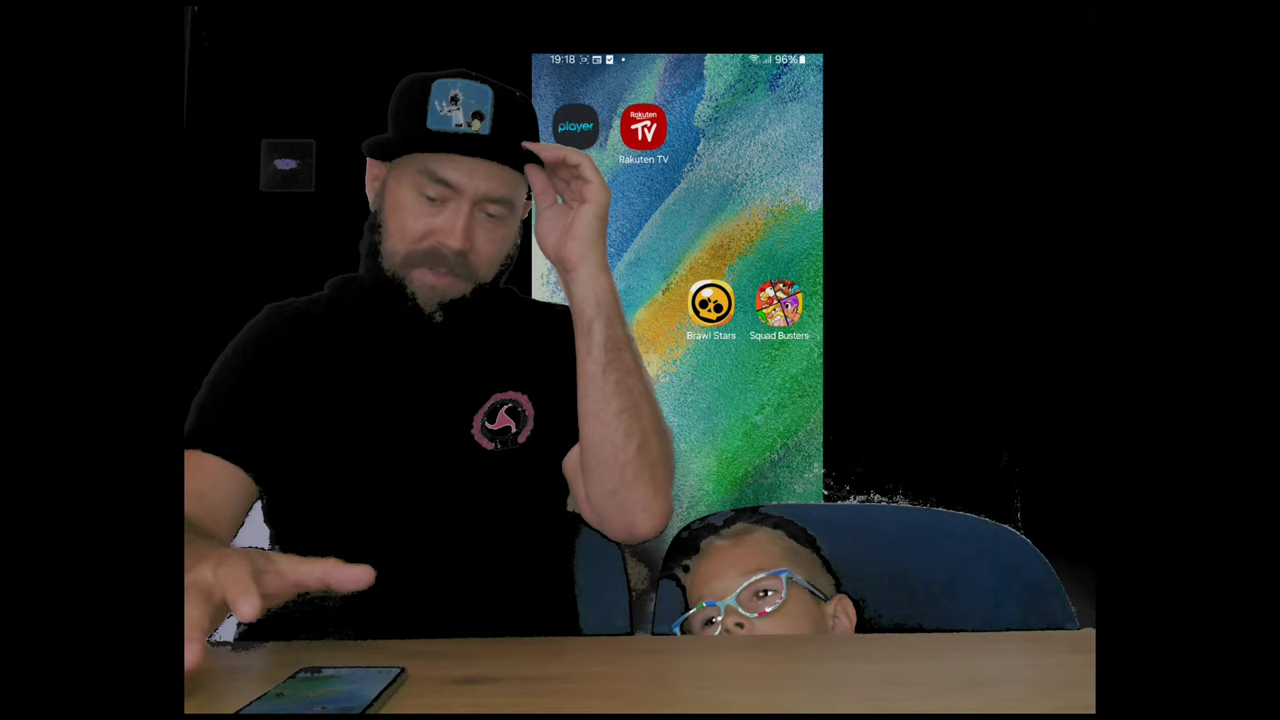 19:18
96%
player
Rakuten
TV
Rakuten TV
Brawl Stars
Squad Busters